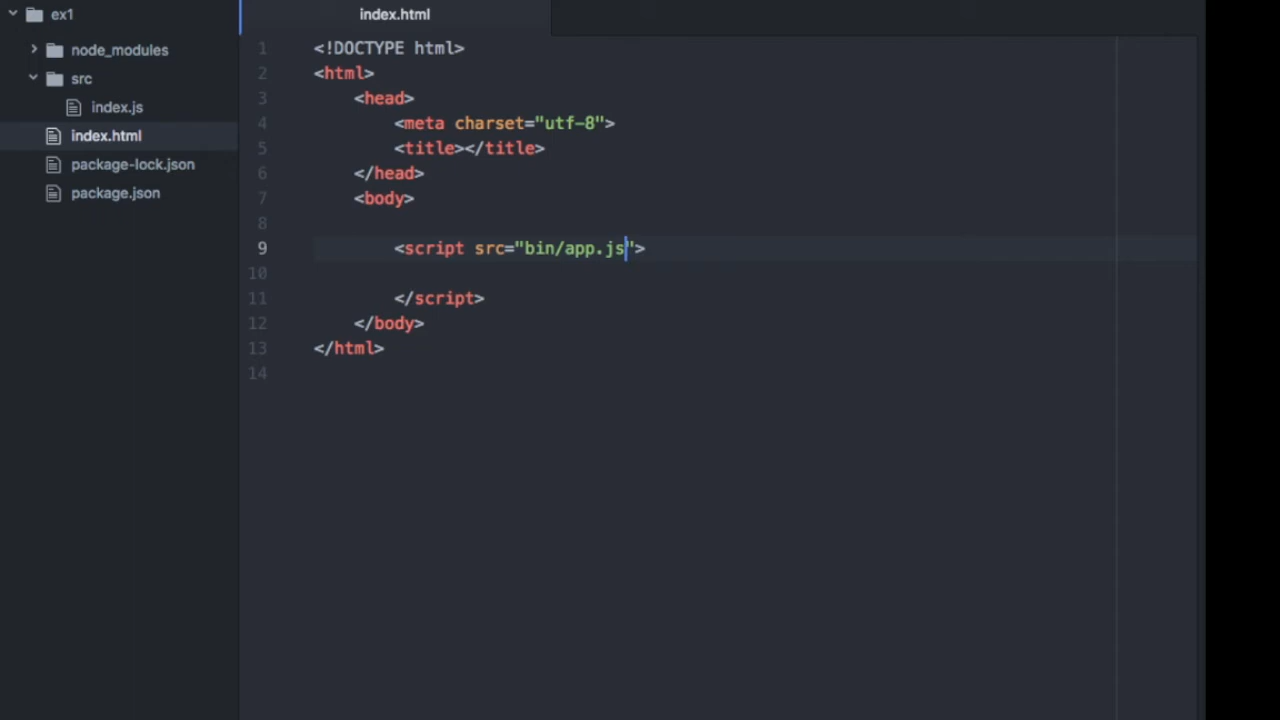 ex1
node_modules
src
index.js
index.html
package-lock.json
package.json
index.html
1 <!DOCTYPE html>
2 <html>
3 <head>
4 <meta charset="utf-8">
5 <title></title>
6 </head>
7 <body>
8
9 <script src="bin/app.js">
10
11 </script>
12 </body>
13 </html>
14